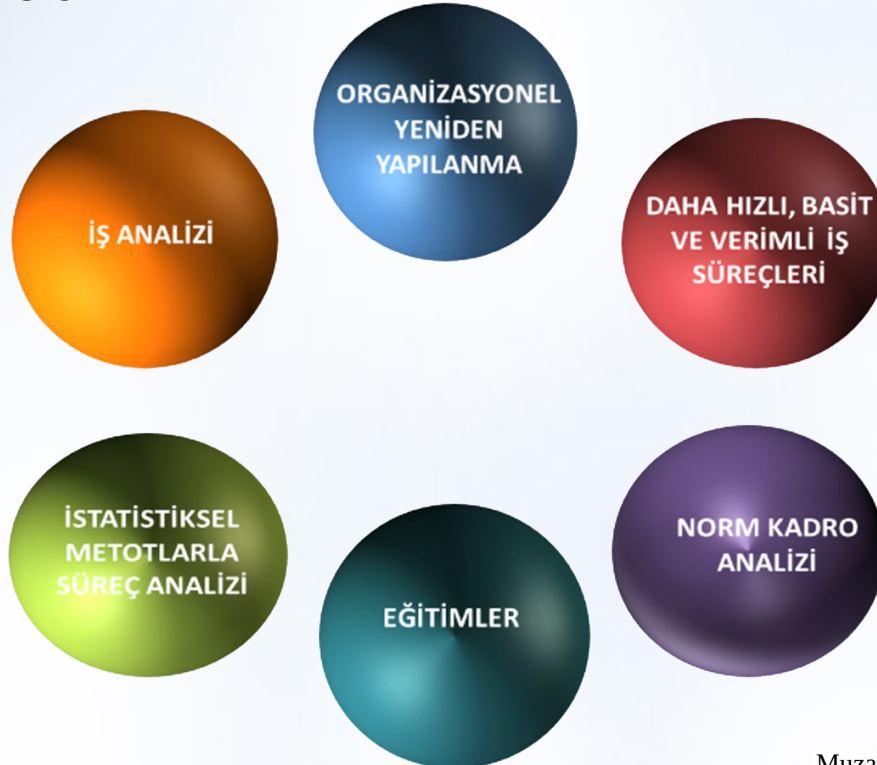 ORGANİZASYONEL
YENİDEN
YAPILANMA
İŞ ANALİZİ
DAHA HIZLI, BASİT
VE VERİMLİ İŞ
SÜREÇLERİ
İSTATİSTİKSEL
METOTLARLA
SÜREÇ ANALİZİ
EĞİTİMLER
NORM KADRO
ANALİZİ